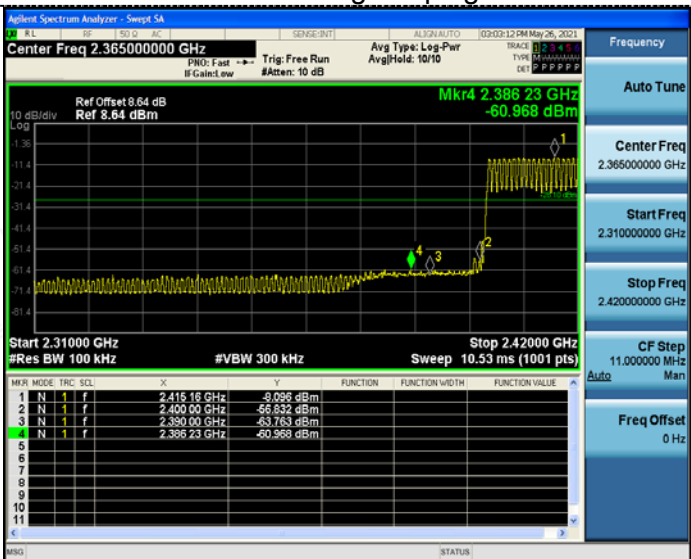 Agilent Spectrum Analyzer - Swept SA
RL RF 50 Ω AC SENSE:INT ALIGN AUTO 03:03:12 PM May 26, 2021
Center Freq 2.365000000 GHz
PNO: Fast
IFGain:Low
Trig: Free Run
#Atten: 10 dB
Avg Type: Log-Pwr
Avg|Hold: 10/10
TRACE 1 2 3 4 5 6
TYPE M
DET P P P P P P
Frequency
Auto Tune
Mkr4 2.386 23 GHz
-60.968 dBm
Ref Offset 8.64 dB
10 dB/div Ref 8.64 dBm
Log
-1.36
-11.4
-21.4
-31.4
-41.4
-51.4
-61.4
-71.4
-81.4
1
2
3
4
Center Freq
2.365000000 GHz
Start Freq
2.310000000 GHz
Stop Freq
2.420000000 GHz
Start 2.31000 GHz Stop 2.42000 GHz
#Res BW 100 kHz #VBW 300 kHz Sweep 10.53 ms (1001 pts)
CF Step
11.000000 MHz
Auto Man
MKR MODE TRC SCL X Y FUNCTION FUNCTION WIDTH FUNCTION VALUE
1 N 1 f 2.415 16 GHz -8.096 dBm
2 N 1 f 2.400 00 GHz -56.832 dBm
3 N 1 f 2.390 00 GHz -63.763 dBm
4 N 1 f 2.386 23 GHz -60.968 dBm
5
6
7
8
9
10
11
Freq Offset
0 Hz
MSG STATUS